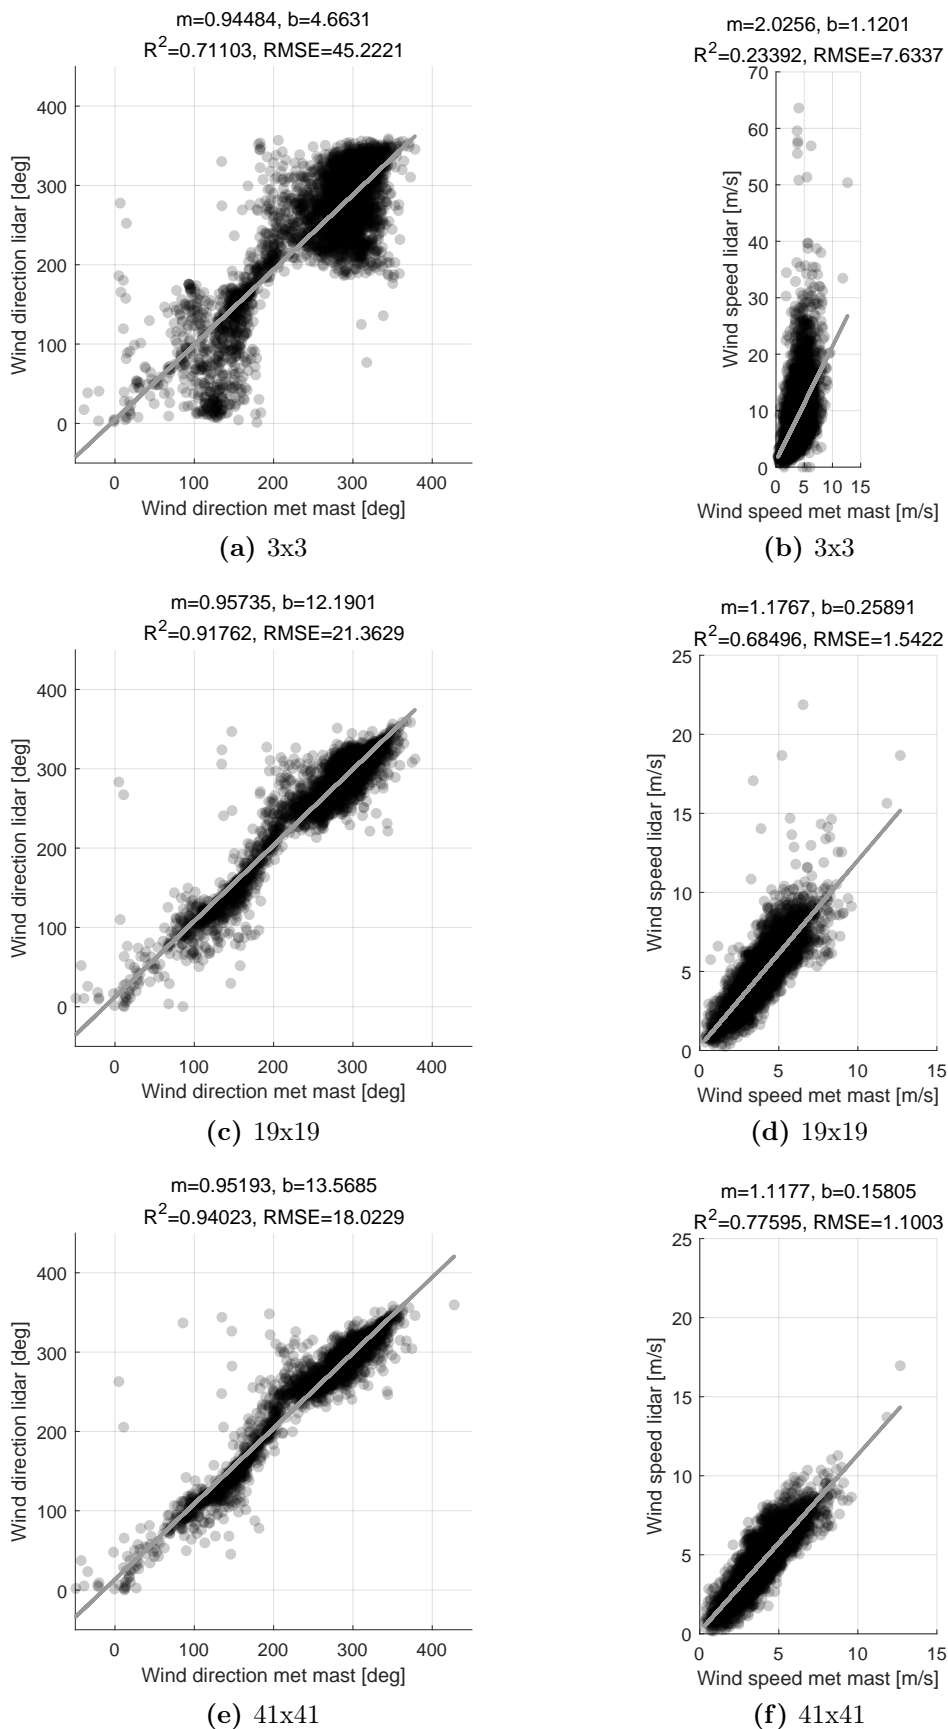 m=0.94484, b=4.6631
R²=0.71103, RMSE=45.2221
400
300
200
100
0
Wind direction lidar [deg]
0 100 200 300 400
Wind direction met mast [deg]
(a) 3x3
m=2.0256, b=1.1201
R²=0.23392, RMSE=7.6337
70
60
50
40
30
20
10
0
Wind speed lidar [m/s]
0 5 10 15
Wind speed met mast [m/s]
(b) 3x3
m=0.95735, b=12.1901
R²=0.91762, RMSE=21.3629
400
300
200
100
0
Wind direction lidar [deg]
0 100 200 300 400
Wind direction met mast [deg]
(c) 19x19
m=1.1767, b=0.25891
R²=0.68496, RMSE=1.5422
25
20
15
10
5
0
Wind speed lidar [m/s]
0 5 10 15
Wind speed met mast [m/s]
(d) 19x19
m=0.95193, b=13.5685
R²=0.94023, RMSE=18.0229
400
300
200
100
0
Wind direction lidar [deg]
0 100 200 300 400
Wind direction met mast [deg]
(e) 41x41
m=1.1177, b=0.15805
R²=0.77595, RMSE=1.1003
25
20
15
10
5
0
Wind speed lidar [m/s]
0 5 10 15
Wind speed met mast [m/s]
(f) 41x41